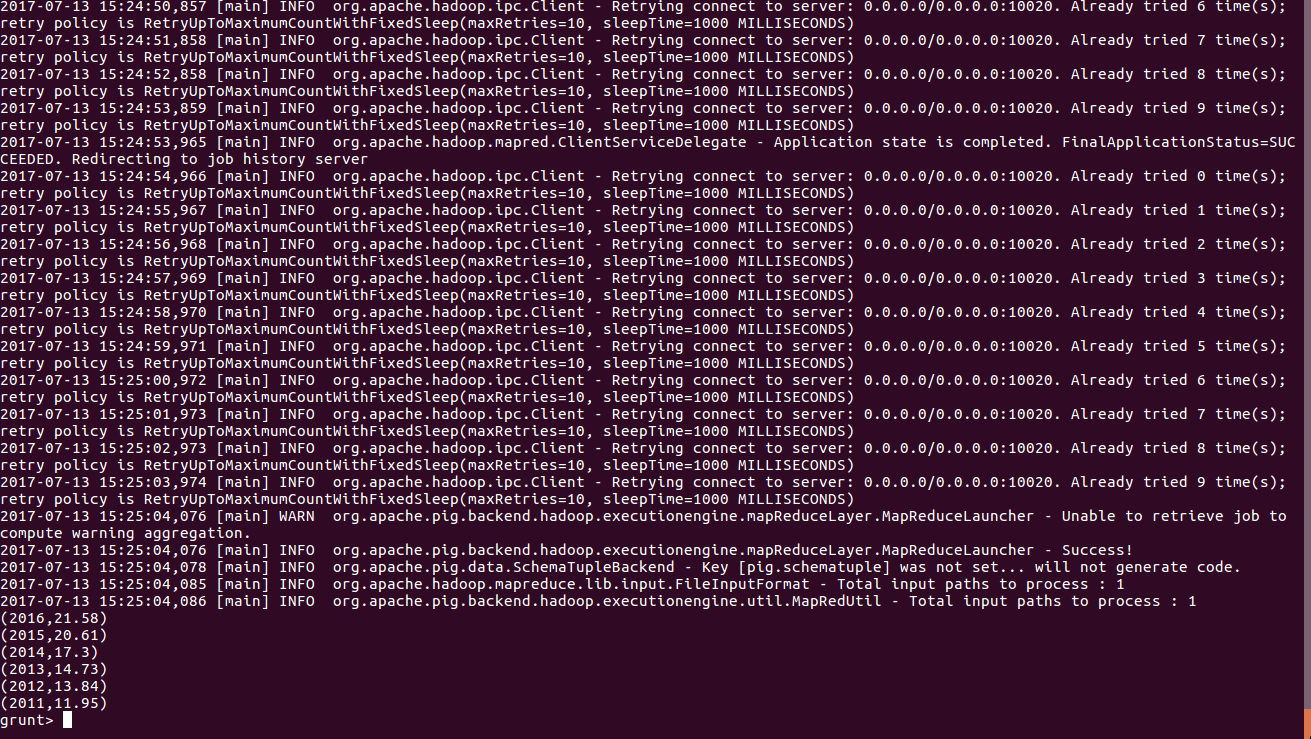 2017-07-13 15:24:50,857 [main] INFO  org.apache.hadoop.ipc.Client - Retrying connect to server: 0.0.0.0/0.0.0.0:10020. Already tried 6 time(s);
retry policy is RetryUpToMaximumCountWithFixedSleep(maxRetries=10, sleepTime=1000 MILLISECONDS)
2017-07-13 15:24:51,858 [main] INFO  org.apache.hadoop.ipc.Client - Retrying connect to server: 0.0.0.0/0.0.0.0:10020. Already tried 7 time(s);
retry policy is RetryUpToMaximumCountWithFixedSleep(maxRetries=10, sleepTime=1000 MILLISECONDS)
2017-07-13 15:24:52,858 [main] INFO  org.apache.hadoop.ipc.Client - Retrying connect to server: 0.0.0.0/0.0.0.0:10020. Already tried 8 time(s);
retry policy is RetryUpToMaximumCountWithFixedSleep(maxRetries=10, sleepTime=1000 MILLISECONDS)
2017-07-13 15:24:53,859 [main] INFO  org.apache.hadoop.ipc.Client - Retrying connect to server: 0.0.0.0/0.0.0.0:10020. Already tried 9 time(s);
retry policy is RetryUpToMaximumCountWithFixedSleep(maxRetries=10, sleepTime=1000 MILLISECONDS)
2017-07-13 15:24:53,965 [main] INFO  org.apache.hadoop.mapred.ClientServiceDelegate - Application state is completed. FinalApplicationStatus=SUC
CEEDED. Redirecting to job history server
2017-07-13 15:24:54,966 [main] INFO  org.apache.hadoop.ipc.Client - Retrying connect to server: 0.0.0.0/0.0.0.0:10020. Already tried 0 time(s);
retry policy is RetryUpToMaximumCountWithFixedSleep(maxRetries=10, sleepTime=1000 MILLISECONDS)
2017-07-13 15:24:55,967 [main] INFO  org.apache.hadoop.ipc.Client - Retrying connect to server: 0.0.0.0/0.0.0.0:10020. Already tried 1 time(s);
retry policy is RetryUpToMaximumCountWithFixedSleep(maxRetries=10, sleepTime=1000 MILLISECONDS)
2017-07-13 15:24:56,968 [main] INFO  org.apache.hadoop.ipc.Client - Retrying connect to server: 0.0.0.0/0.0.0.0:10020. Already tried 2 time(s);
retry policy is RetryUpToMaximumCountWithFixedSleep(maxRetries=10, sleepTime=1000 MILLISECONDS)
2017-07-13 15:24:57,969 [main] INFO  org.apache.hadoop.ipc.Client - Retrying connect to server: 0.0.0.0/0.0.0.0:10020. Already tried 3 time(s);
retry policy is RetryUpToMaximumCountWithFixedSleep(maxRetries=10, sleepTime=1000 MILLISECONDS)
2017-07-13 15:24:58,970 [main] INFO  org.apache.hadoop.ipc.Client - Retrying connect to server: 0.0.0.0/0.0.0.0:10020. Already tried 4 time(s);
retry policy is RetryUpToMaximumCountWithFixedSleep(maxRetries=10, sleepTime=1000 MILLISECONDS)
2017-07-13 15:24:59,971 [main] INFO  org.apache.hadoop.ipc.Client - Retrying connect to server: 0.0.0.0/0.0.0.0:10020. Already tried 5 time(s);
retry policy is RetryUpToMaximumCountWithFixedSleep(maxRetries=10, sleepTime=1000 MILLISECONDS)
2017-07-13 15:25:00,972 [main] INFO  org.apache.hadoop.ipc.Client - Retrying connect to server: 0.0.0.0/0.0.0.0:10020. Already tried 6 time(s);
retry policy is RetryUpToMaximumCountWithFixedSleep(maxRetries=10, sleepTime=1000 MILLISECONDS)
2017-07-13 15:25:01,973 [main] INFO  org.apache.hadoop.ipc.Client - Retrying connect to server: 0.0.0.0/0.0.0.0:10020. Already tried 7 time(s);
retry policy is RetryUpToMaximumCountWithFixedSleep(maxRetries=10, sleepTime=1000 MILLISECONDS)
2017-07-13 15:25:02,973 [main] INFO  org.apache.hadoop.ipc.Client - Retrying connect to server: 0.0.0.0/0.0.0.0:10020. Already tried 8 time(s);
retry policy is RetryUpToMaximumCountWithFixedSleep(maxRetries=10, sleepTime=1000 MILLISECONDS)
2017-07-13 15:25:03,974 [main] INFO  org.apache.hadoop.ipc.Client - Retrying connect to server: 0.0.0.0/0.0.0.0:10020. Already tried 9 time(s);
retry policy is RetryUpToMaximumCountWithFixedSleep(maxRetries=10, sleepTime=1000 MILLISECONDS)
2017-07-13 15:25:04,076 [main] WARN  org.apache.pig.backend.hadoop.executionengine.mapReduceLayer.MapReduceLauncher - Unable to retrieve job to
compute warning aggregation.
2017-07-13 15:25:04,076 [main] INFO  org.apache.pig.backend.hadoop.executionengine.mapReduceLayer.MapReduceLauncher - Success!
2017-07-13 15:25:04,078 [main] INFO  org.apache.pig.data.SchemaTupleBackend - Key [pig.schematuple] was not set... will not generate code.
2017-07-13 15:25:04,085 [main] INFO  org.apache.hadoop.mapreduce.lib.input.FileInputFormat - Total input paths to process : 1
2017-07-13 15:25:04,086 [main] INFO  org.apache.pig.backend.hadoop.executionengine.util.MapRedUtil - Total input paths to process : 1
(2016,21.58)
(2015,20.61)
(2014,17.3)
(2013,14.73)
(2012,13.84)
(2011,11.95)
grunt>